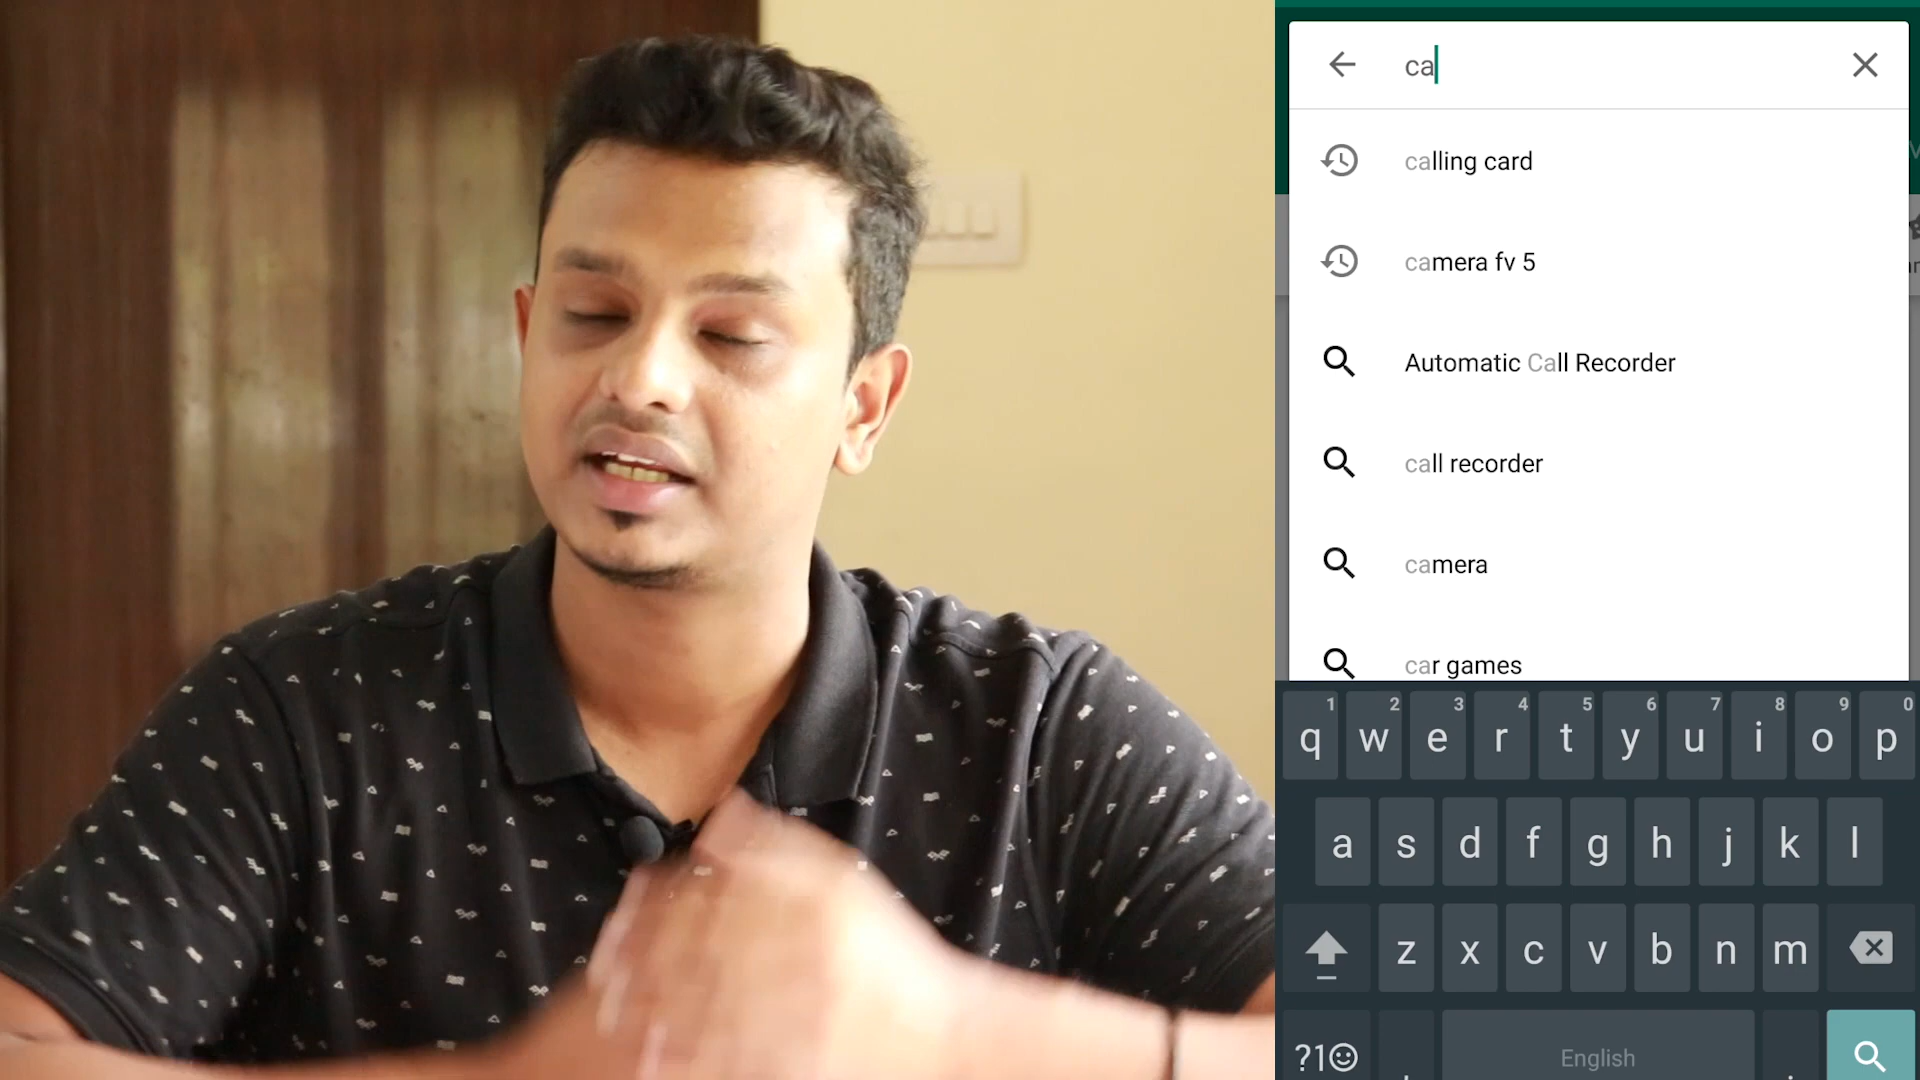 ca
calling card
camera fv 5
Automatic Call Recorder
call recorder
camera
car games
1 2 3 4 5 6 7 8 9 0
q w e r t y u i o p
a s d f g h j k l
z x c v b n m
?1☺ English